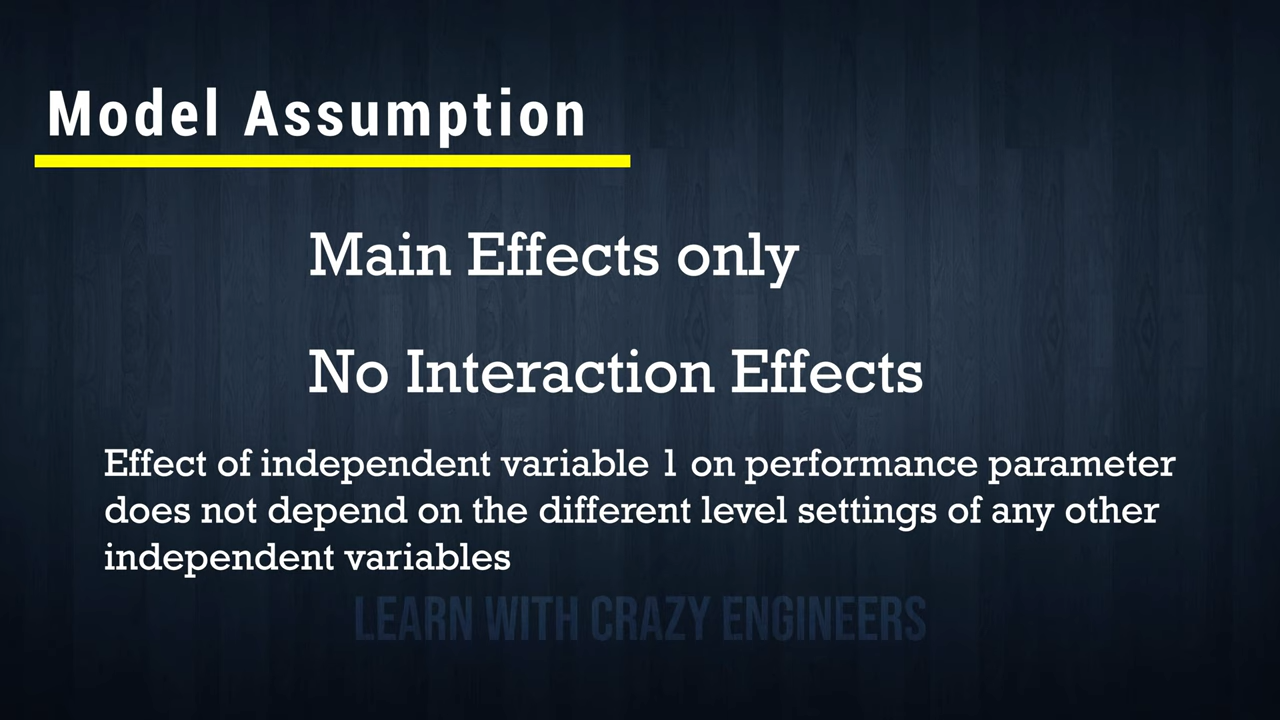 Model Assumption
Main Effects only
No Interaction Effects
Effect of independent variable 1 on performance parameter
does not depend on the different level settings of any other
independent variables
LEARN WITH CRAZY ENGINEERS